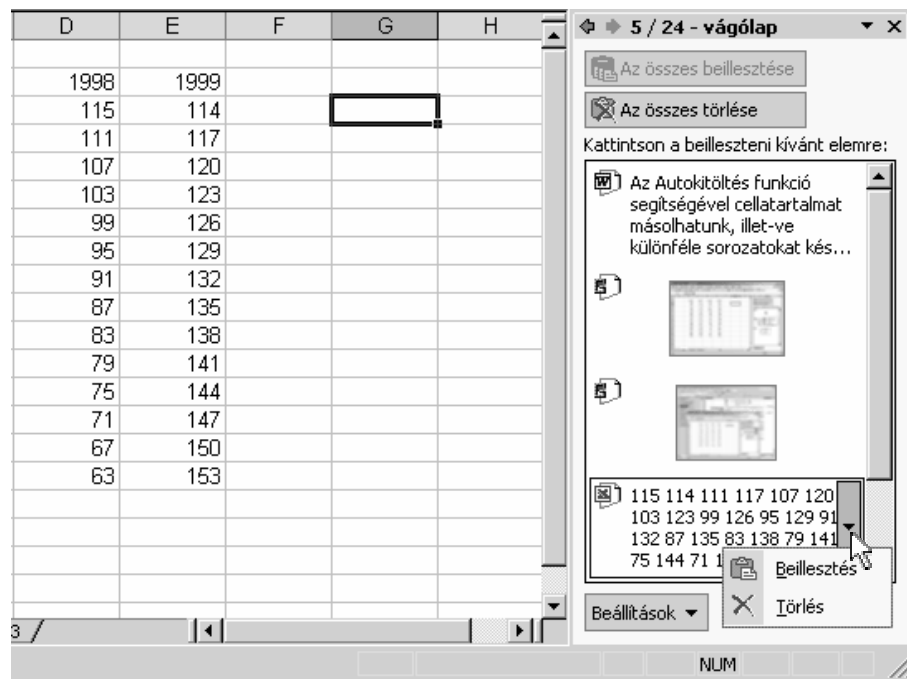 D E F G H
1998 1999
115 114
111 117
107 120
103 123
99 126
95 129
91 132
87 135
83 138
79 141
75 144
71 147
67 150
63 153
3
5 / 24 - vágólap
Az összes beillesztése
Az összes törlése
Kattintson a beilleszteni kívánt elemre:
Az Autokitöltés funkció
segítségével cellatartalmat
másolhatunk, illet-ve
különféle sorozatokat kés...
115 114 111 117 107 120
103 123 99 126 95 129 91
132 87 135 83 138 79 141
75 144 71 1
Beillesztés
Törlés
Beállítások
NUM